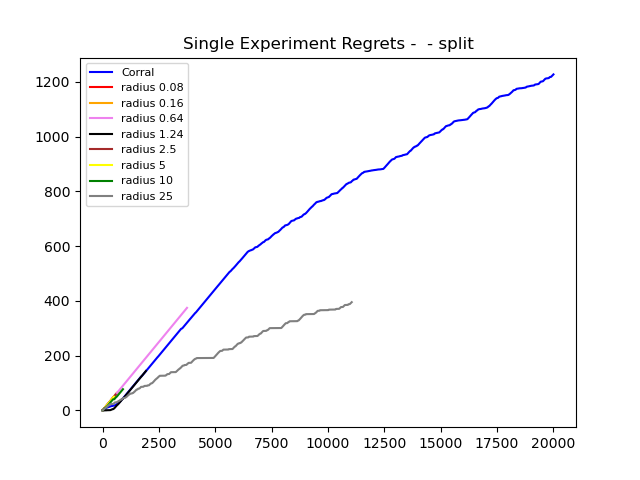 Single Experiment Regrets -  - split
Corral
radius 0.08
radius 0.16
radius 0.64
radius 1.24
radius 2.5
radius 5
radius 10
radius 25
1200
1000
800
600
400
200
0
0 2500 5000 7500 10000 12500 15000 17500 20000